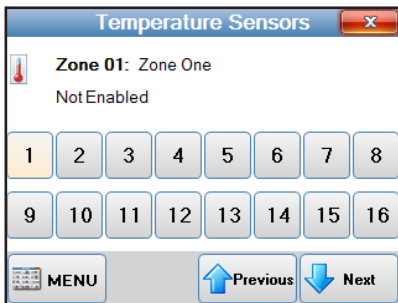 Temperature Sensors x
Zone 01: Zone One
Not Enabled
1 2 3 4 5 6 7 8
9 10 11 12 13 14 15 16
MENU Previous Next